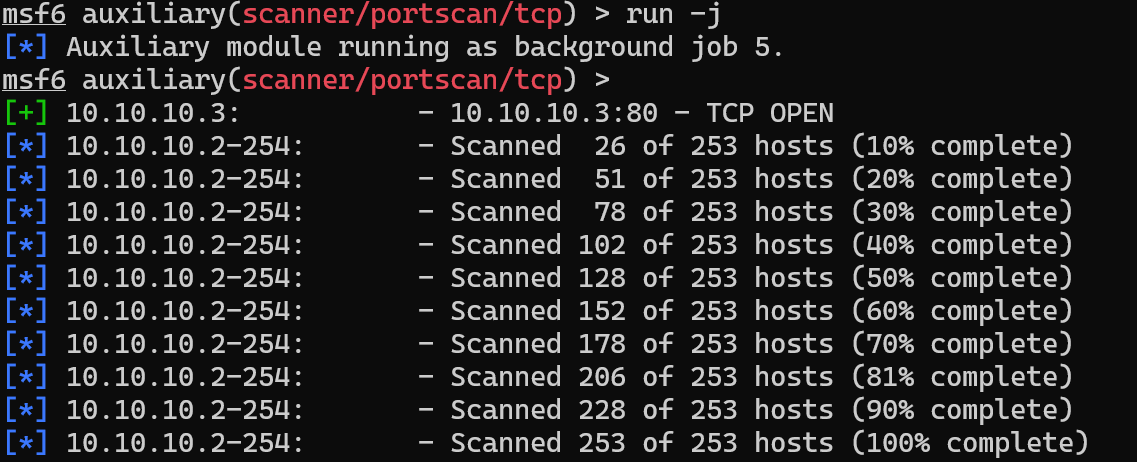 msf6 auxiliary(scanner/portscan/tcp) > run -j
[*] Auxiliary module running as background job 5.
msf6 auxiliary(scanner/portscan/tcp) >
[+] 10.10.10.3:           - 10.10.10.3:80 - TCP OPEN
[*] 10.10.10.2-254:       - Scanned  26 of 253 hosts (10% complete)
[*] 10.10.10.2-254:       - Scanned  51 of 253 hosts (20% complete)
[*] 10.10.10.2-254:       - Scanned  78 of 253 hosts (30% complete)
[*] 10.10.10.2-254:       - Scanned 102 of 253 hosts (40% complete)
[*] 10.10.10.2-254:       - Scanned 128 of 253 hosts (50% complete)
[*] 10.10.10.2-254:       - Scanned 152 of 253 hosts (60% complete)
[*] 10.10.10.2-254:       - Scanned 178 of 253 hosts (70% complete)
[*] 10.10.10.2-254:       - Scanned 206 of 253 hosts (81% complete)
[*] 10.10.10.2-254:       - Scanned 228 of 253 hosts (90% complete)
[*] 10.10.10.2-254:       - Scanned 253 of 253 hosts (100% complete)